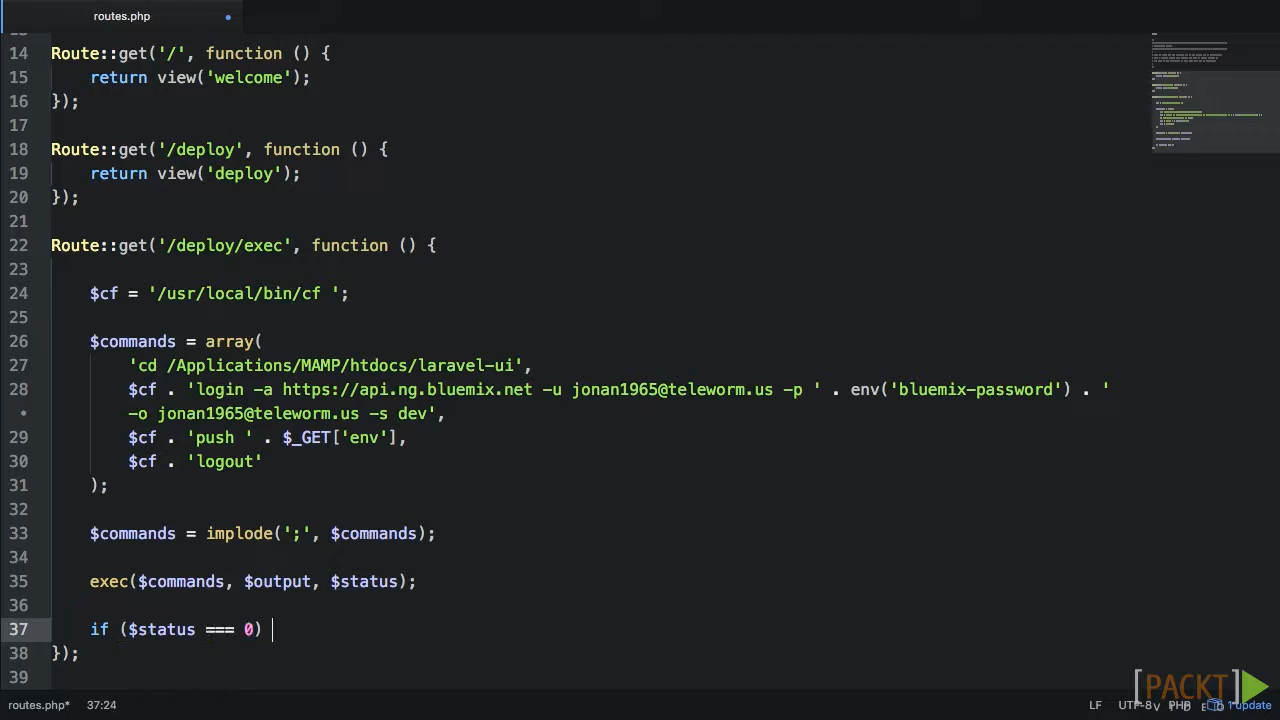 routes.php
14 Route::get('/', function () {
15 return view('welcome');
16 });
17
18 Route::get('/deploy', function () {
19 return view('deploy');
20 });
21
22 Route::get('/deploy/exec', function () {
23
24 $cf = '/usr/local/bin/cf ';
25
26 $commands = array(
27 'cd /Applications/MAMP/htdocs/laravel-ui',
28 $cf . 'login -a https://api.ng.bluemix.net -u jonan1965@teleworm.us -p ' . env('bluemix-password') . '
• -o jonan1965@teleworm.us -s dev',
29 $cf . 'push ' . $_GET['env'],
30 $cf . 'logout'
31 );
32
33 $commands = implode(';', $commands);
34
35 exec($commands, $output, $status);
36
37 if ($status === 0)
38 });
39
[PACKT]
VIDEO
routes.php* 37:24 LF UTF-8 PHP 1 update